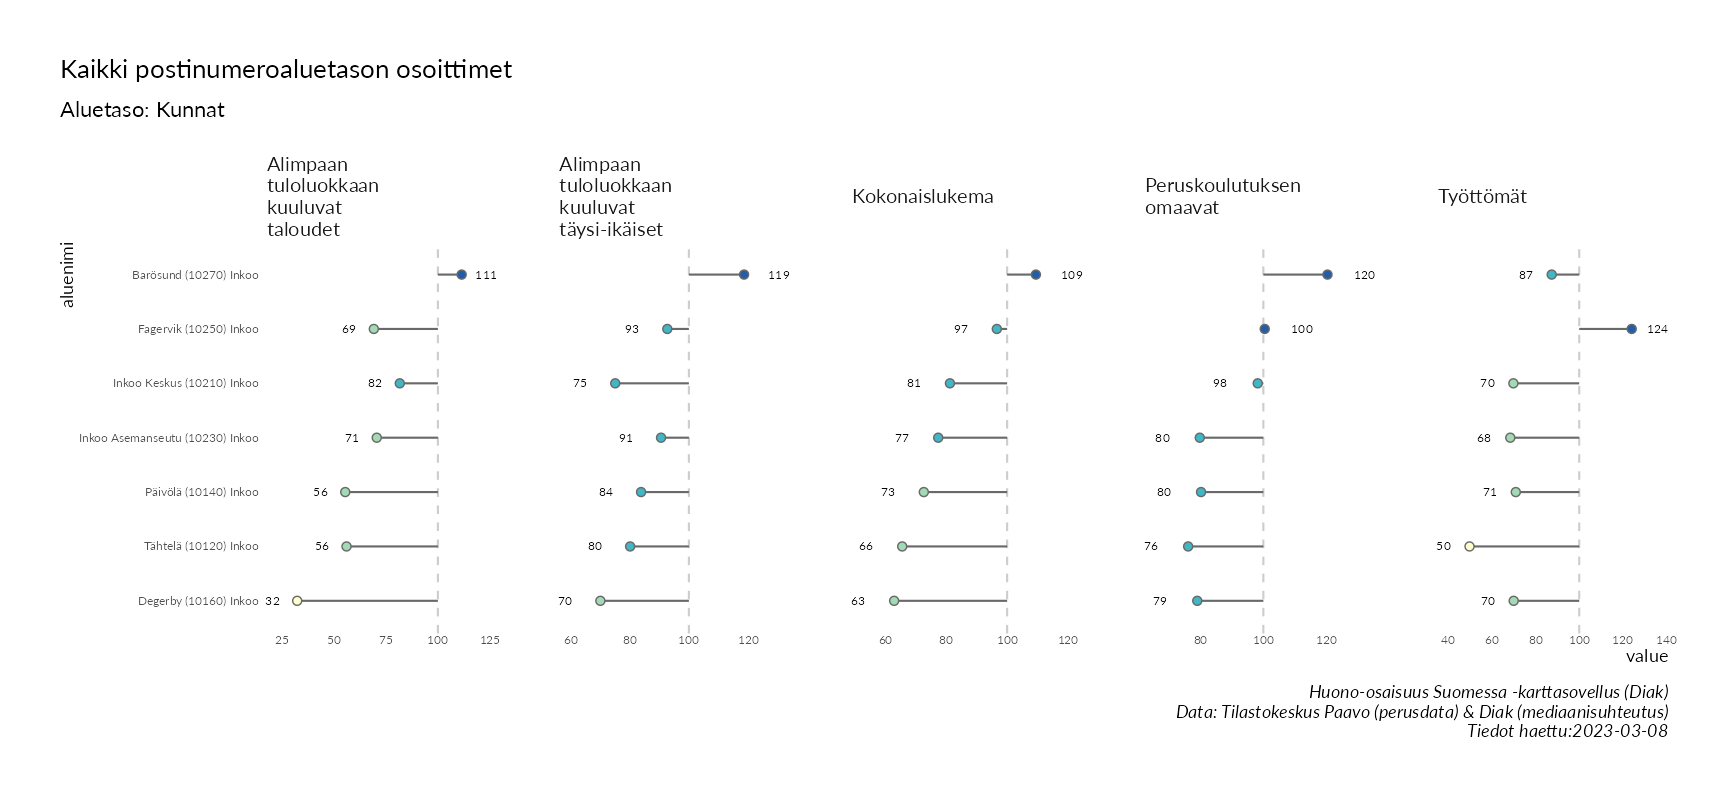 Kaikki postinumeroaluetason osoittimet
Aluetaso: Kunnat
Alimpaan
tuloluokkaan
kuuluvat
taloudet
Alimpaan
tuloluokkaan
kuuluvat
täysi-ikäiset
Kokonaislukema
Peruskoulutuksen
omaavat
Työttömät
aluenimi
Barösund (10270) Inkoo 111 119 109 120 87
Fagervik (10250) Inkoo 69 93 97 100 124
Inkoo Keskus (10210) Inkoo 82 75 81 98 70
Inkoo Asemanseutu (10230) Inkoo 71 91 77 80 68
Päivölä (10140) Inkoo 56 84 73 80 71
Tähtelä (10120) Inkoo 56 80 66 76 50
Degerby (10160) Inkoo 32 70 63 79 70
25 50 75 100 125 60 80 100 120 60 80 100 120 80 100 120 40 60 80 100 120 140
value
Huono-osaisuus Suomessa -karttasovellus (Diak)
Data: Tilastokeskus Paavo (perusdata) & Diak (mediaanisuhteutus)
Tiedot haettu:2023-03-08